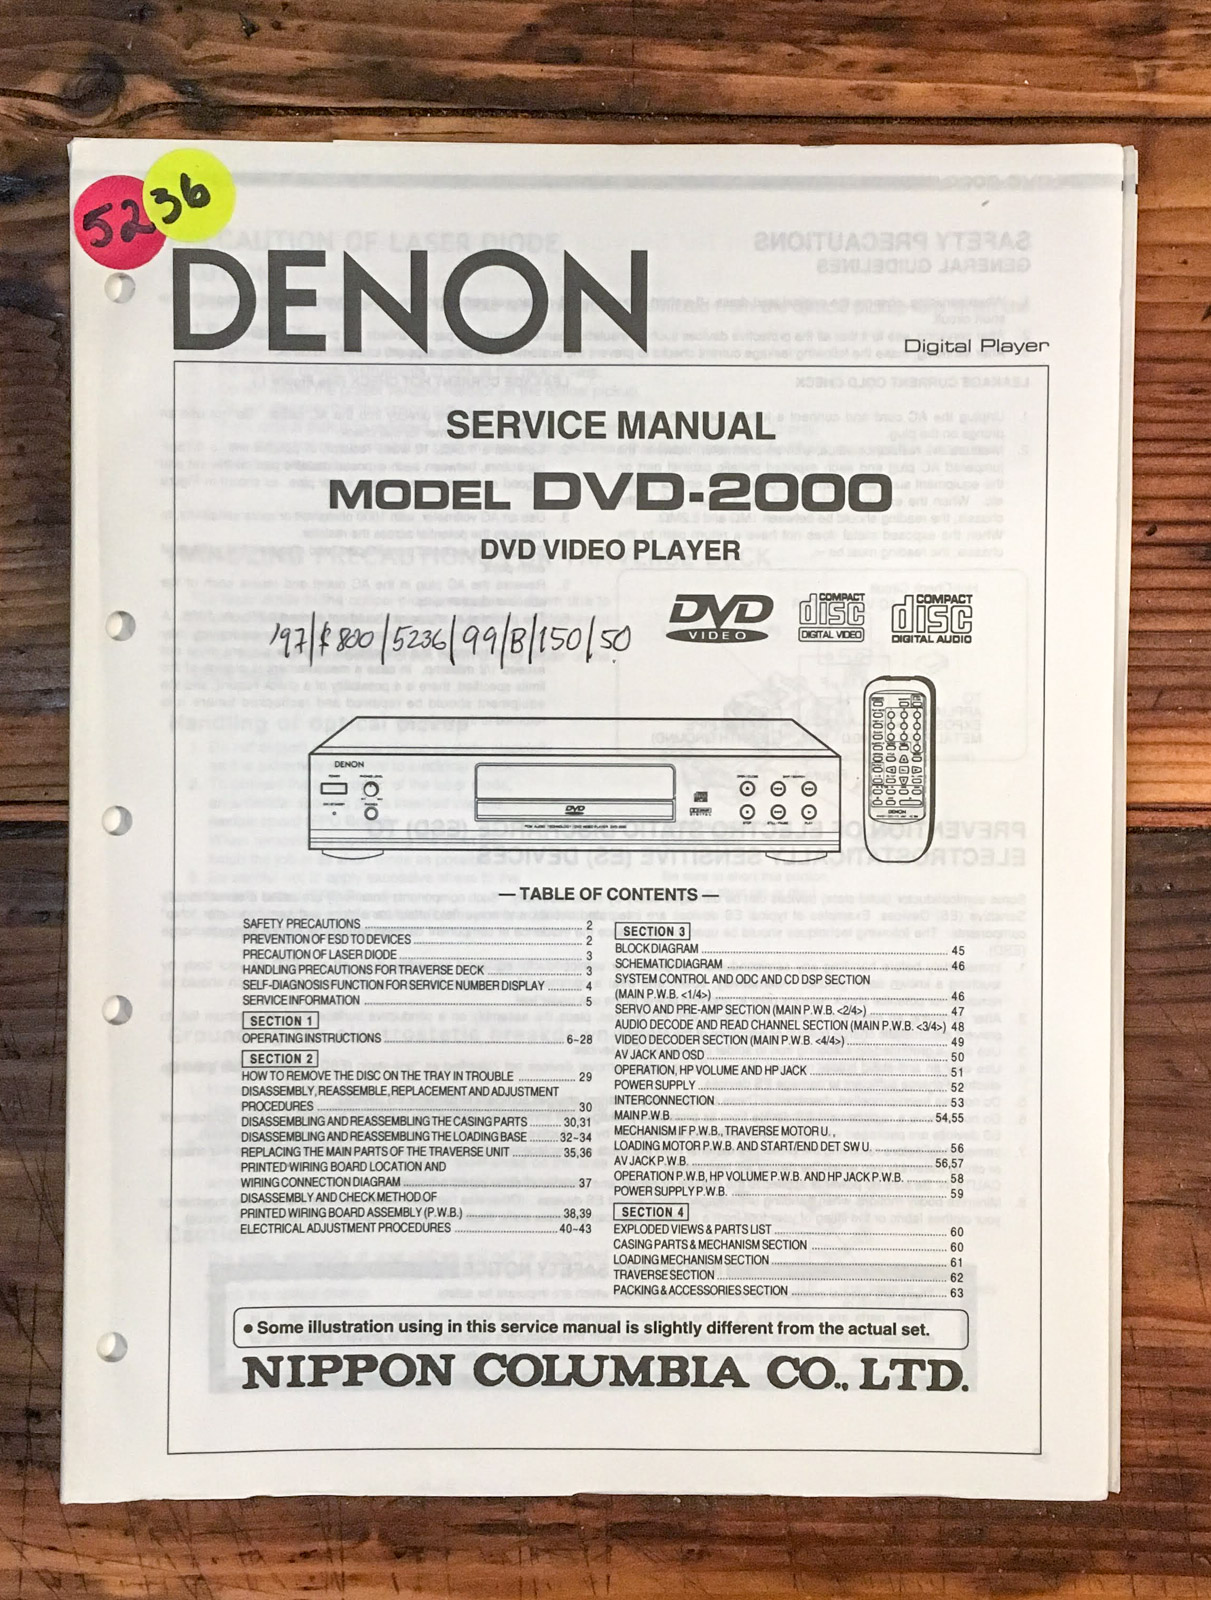 52 36
DENON
Digital Player
SERVICE MANUAL
MODEL DVD-2000
DVD VIDEO PLAYER
'97/$800/5236/99/B/150/50
DVD VIDEO
COMPACT disc DIGITAL VIDEO
COMPACT disc DIGITAL AUDIO
DENON
DVD
DENON
— TABLE OF CONTENTS —
SAFETY PRECAUTIONS 2
PREVENTION OF ESD TO DEVICES 2
PRECAUTION OF LASER DIODE 3
HANDLING PRECAUTIONS FOR TRAVERSE DECK 3
SELF-DIAGNOSIS FUNCTION FOR SERVICE NUMBER DISPLAY 4
SERVICE INFORMATION 5
SECTION 1
OPERATING INSTRUCTIONS 6~28
SECTION 2
HOW TO REMOVE THE DISC ON THE TRAY IN TROUBLE 29
DISASSEMBLY, REASSEMBLE, REPLACEMENT AND ADJUSTMENT
PROCEDURES 30
DISASSEMBLING AND REASSEMBLING THE CASING PARTS 30,31
DISASSEMBLING AND REASSEMBLING THE LOADING BASE 32~34
REPLACING THE MAIN PARTS OF THE TRAVERSE UNIT 35,36
PRINTED WIRING BOARD LOCATION AND
WIRING CONNECTION DIAGRAM 37
DISASSEMBLY AND CHECK METHOD OF
PRINTED WIRING BOARD ASSEMBLY (P.W.B.) 38,39
ELECTRICAL ADJUSTMENT PROCEDURES 40~43
SECTION 3
BLOCK DIAGRAM 45
SCHEMATIC DIAGRAM 46
SYSTEM CONTROL AND ODC AND CD DSP SECTION
(MAIN P.W.B. <1/4>) 46
SERVO AND PRE-AMP SECTION (MAIN P.W.B. <2/4>) 47
AUDIO DECODE AND READ CHANNEL SECTION (MAIN P.W.B. <3/4>) 48
VIDEO DECODER SECTION (MAIN P.W.B. <4/4>) 49
AV JACK AND OSD 50
OPERATION, HP VOLUME AND HP JACK 51
POWER SUPPLY 52
INTERCONNECTION 53
MAIN P.W.B. 54,55
MECHANISM IF P.W.B., TRAVERSE MOTOR U.,
LOADING MOTOR P.W.B. AND START/END DET SW U. 56
AV JACK P.W.B. 56,57
OPERATION P.W.B, HP VOLUME P.W.B. AND HP JACK P.W.B. 58
POWER SUPPLY P.W.B. 59
SECTION 4
EXPLODED VIEWS & PARTS LIST 60
CASING PARTS & MECHANISM SECTION 60
LOADING MECHANISM SECTION 61
TRAVERSE SECTION 62
PACKING & ACCESSORIES SECTION 63
● Some illustration using in this service manual is slightly different from the actual set.
NIPPON COLUMBIA CO., LTD.